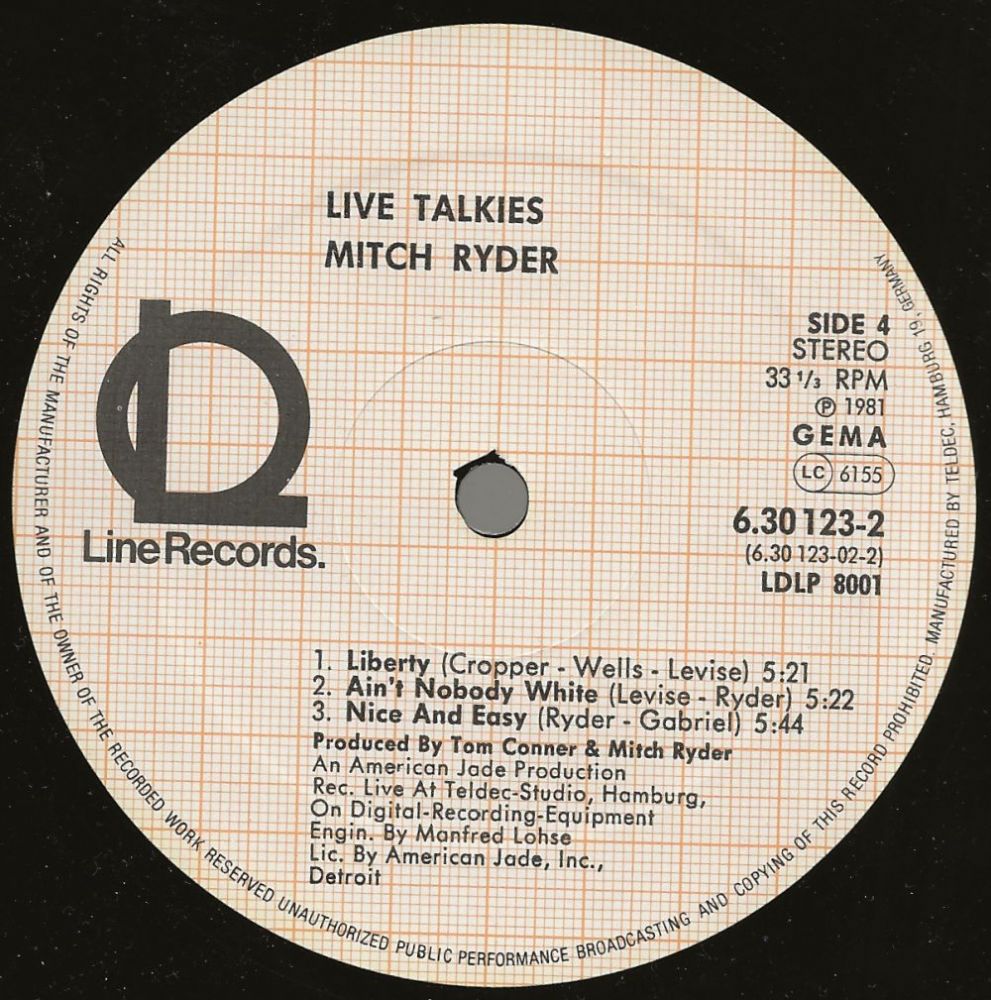 LIVE TALKIES
MITCH RYDER
SIDE 4
STEREO
33 1/3 RPM
Ⓟ 1981
GEMA
LC 6155
6.30 123-2
(6.30 123-02-2)
LDLP 8001
Line Records.
1. Liberty (Cropper - Wells - Levise) 5:21
2. Ain't Nobody White (Levise - Ryder) 5:22
3. Nice And Easy (Ryder - Gabriel) 5:44
Produced By Tom Conner & Mitch Ryder
An American Jade Production
Rec. Live At Teldec-Studio, Hamburg,
On Digital-Recording-Equipment
Engin. By Manfred Lohse
Lic. By American Jade, Inc.,
Detroit
ALL RIGHTS OF THE MANUFACTURER AND OF THE OWNER OF THE RECORDED WORK RESERVED UNAUTHORIZED PUBLIC PERFORMANCE BROADCASTING AND COPYING OF THIS RECORD PROHIBITED. MANUFACTURED BY TELDEC, HAMBURG 19, GERMANY